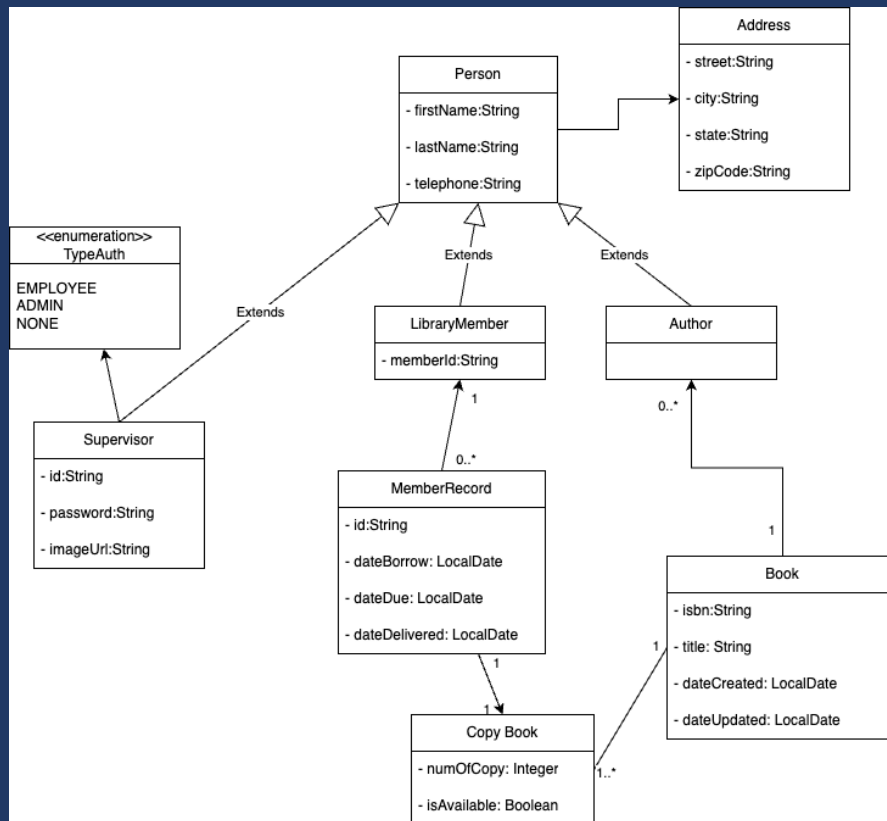 Address
- street:String
- city:String
- state:String
- zipCode:String
Person
- firstName:String
- lastName:String
- telephone:String
<<enumeration>>
TypeAuth
EMPLOYEE
ADMIN
NONE
Extends
Extends
Extends
LibraryMember
- memberId:String
Author
1
0..*
0..*
Supervisor
- id:String
- password:String
- imageUrl:String
MemberRecord
- id:String
- dateBorrow: LocalDate
- dateDue: LocalDate
- dateDelivered: LocalDate
1
Book
- isbn:String
- title: String
- dateCreated: LocalDate
- dateUpdated: LocalDate
1
1
1
1..*
Copy Book
- numOfCopy: Integer
- isAvailable: Boolean